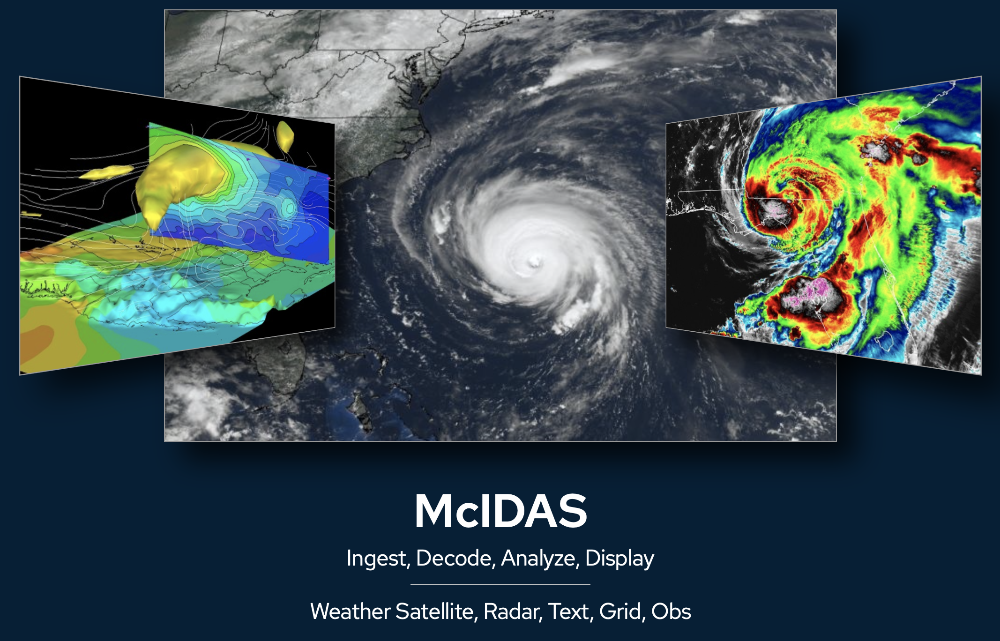 McIDAS
Ingest, Decode, Analyze, Display
Weather Satellite, Radar, Text, Grid, Obs